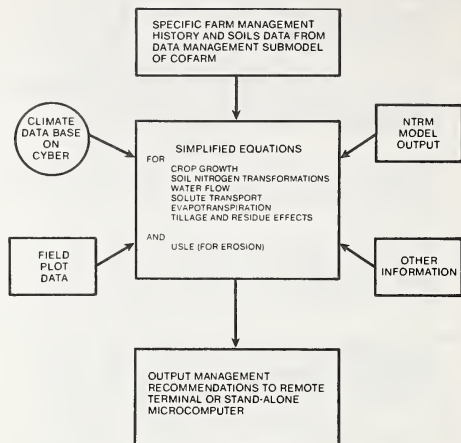 SPECIFIC FARM MANAGEMENT
HISTORY AND SOILS DATA FROM
DATA MANAGEMENT SUBMODEL
OF COFARM
CLIMATE
DATA BASE
ON
CYBER
SIMPLIFIED EQUATIONS
FOR
CROP GROWTH
SOIL NITROGEN TRANSFORMATIONS
WATER FLOW
SOLUTE TRANSPORT
EVAPOTRANSPIRATION
TILLAGE AND RESIDUE EFFECTS
AND
USLE (FOR EROSION)
NTRM
MODEL
OUTPUT
FIELD
PLOT
DATA
OTHER
INFORMATION
OUTPUT MANAGEMENT
RECOMMENDATIONS TO REMOTE
TERMINAL OR STAND-ALONE
MICROCOMPUTER